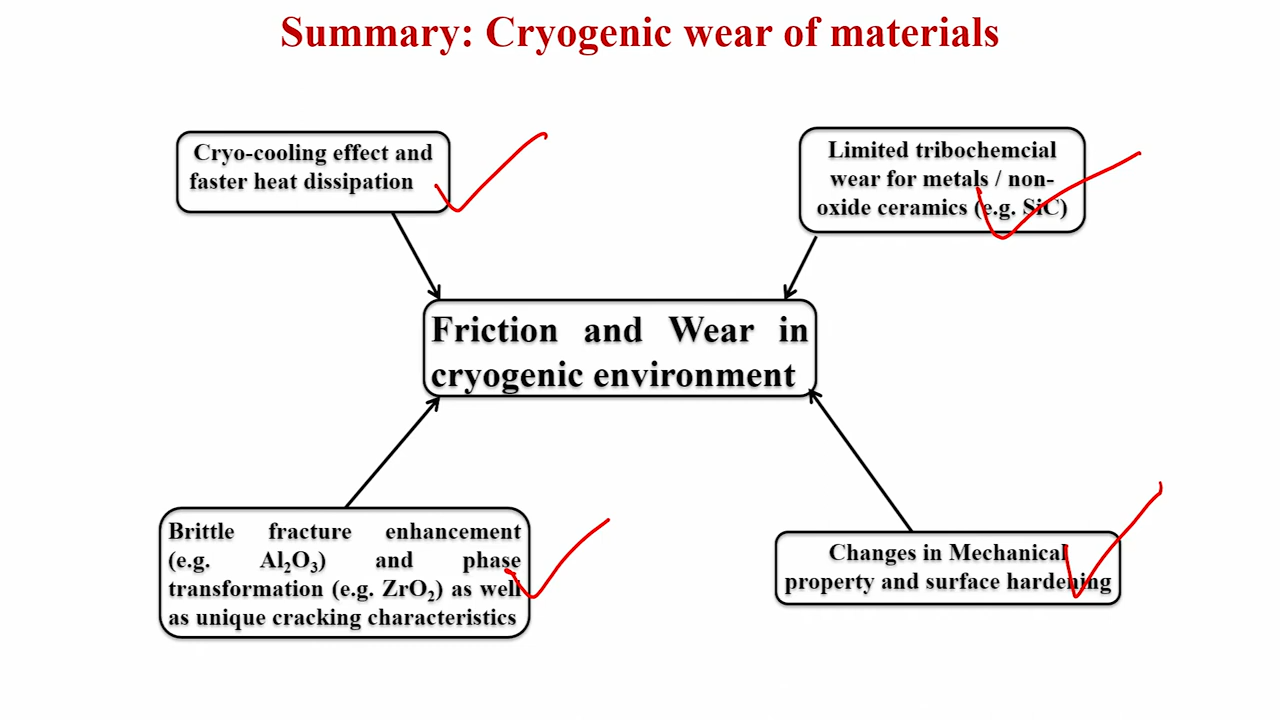 Summary: Cryogenic wear of materials
Cryo-cooling effect and
faster heat dissipation
Limited tribochemcial
wear for metals / non-
oxide ceramics (e.g. SiC)
Friction and Wear in
cryogenic environment
Brittle fracture enhancement
(e.g. Al₂O₃) and phase
transformation (e.g. ZrO₂) as well
as unique cracking characteristics
Changes in Mechanical
property and surface hardening